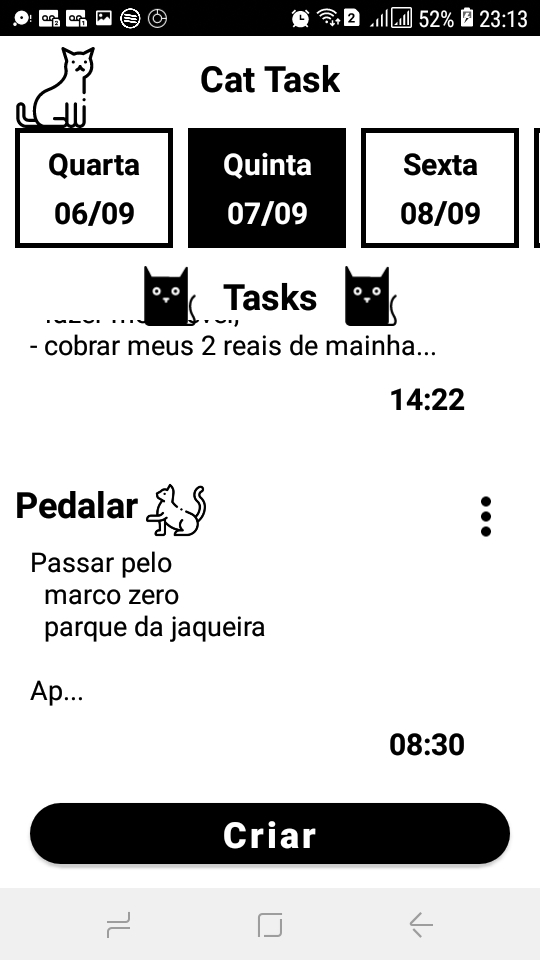 2 52% 23:13
Cat Task
Quarta
06/09
Quinta
07/09
Sexta
08/09
Tasks
- cobrar meus 2 reais de mainha...
14:22
Pedalar
Passar pelo
marco zero
parque da jaqueira
Ap...
08:30
Criar